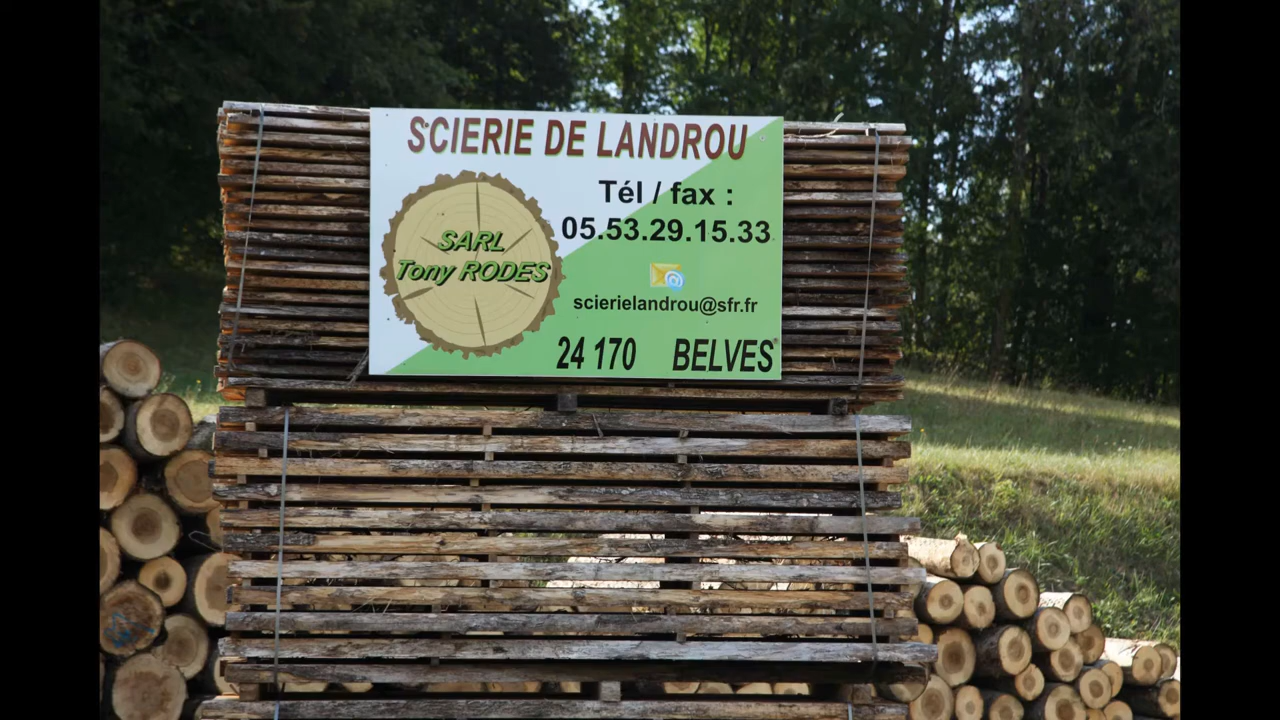 SCIERIE DE LANDROU
Tél / fax :
05.53.29.15.33
SARL
Tony RODES
scierielandrou@sfr.fr
24 170 BELVES